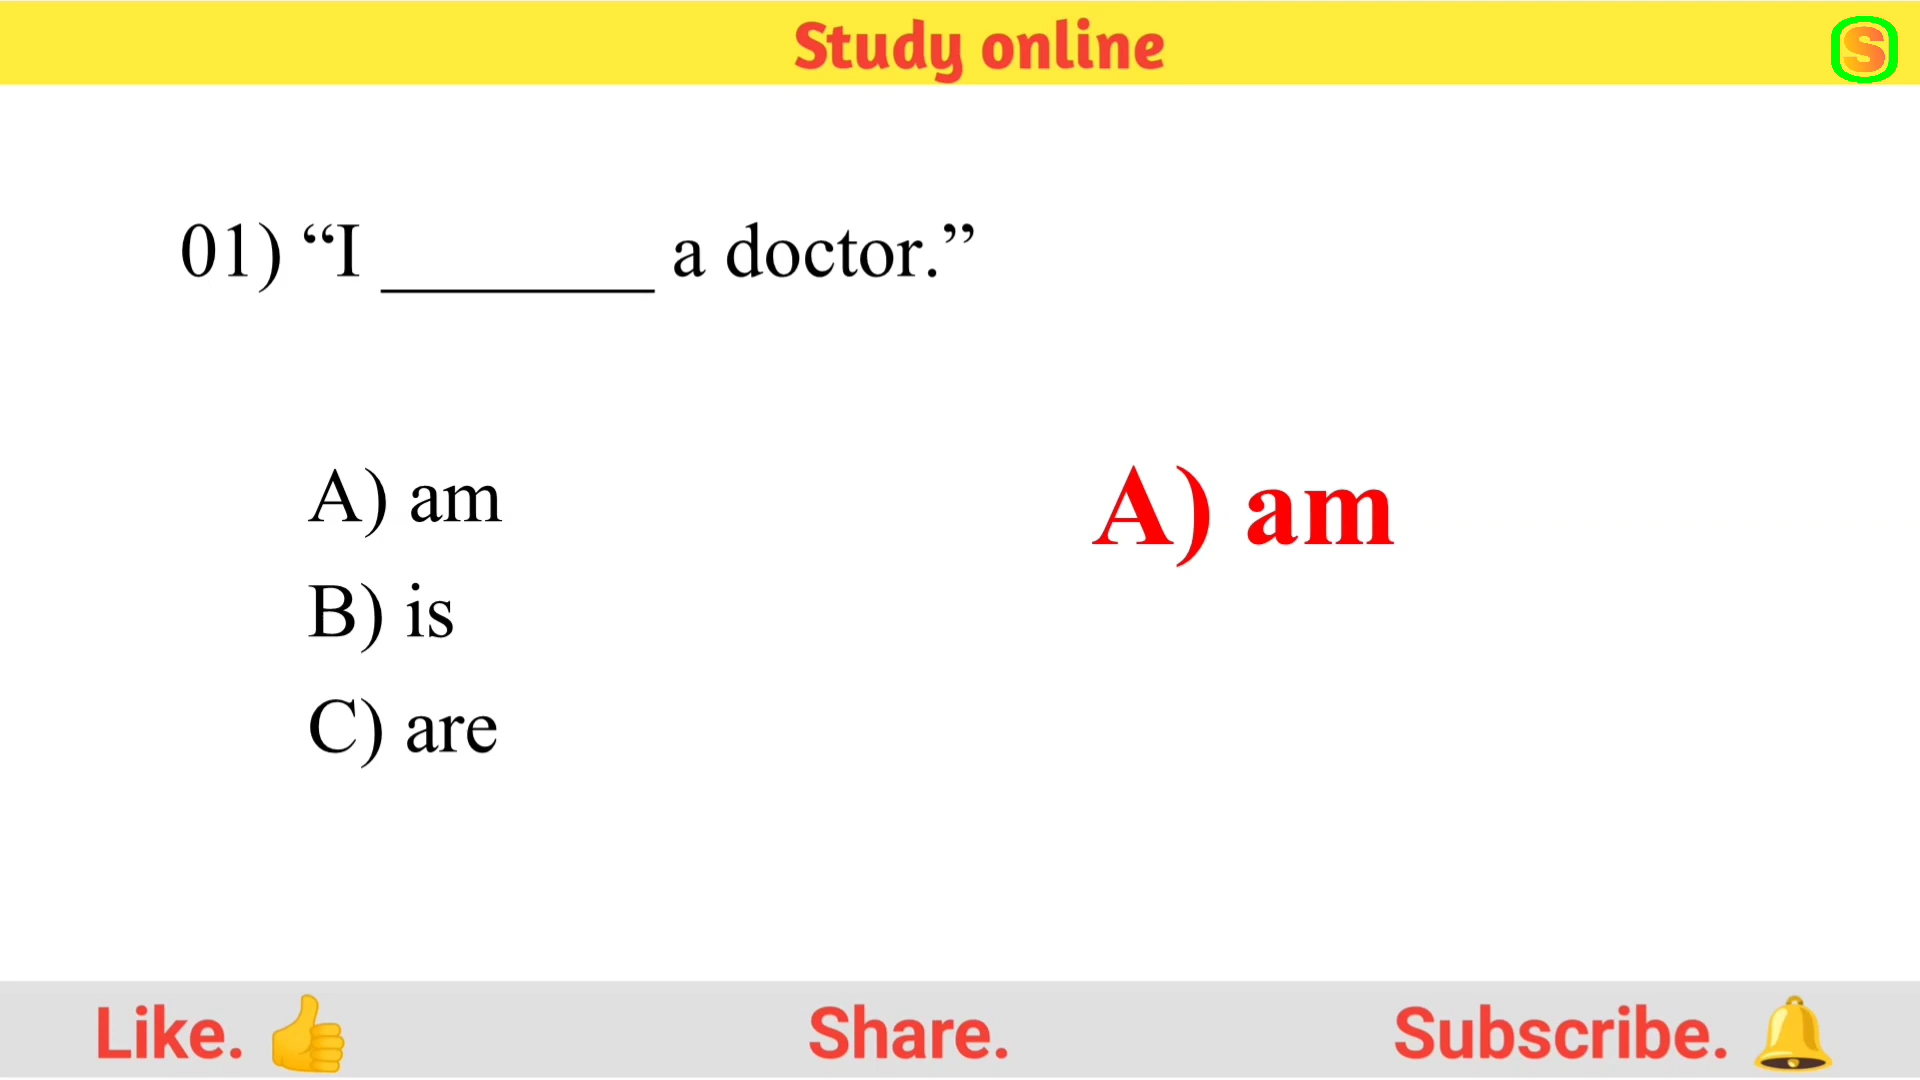 Study online
S
01) “I ________ a doctor.”
A) am
A) am
B) is
C) are
Like. 👍 Share. Subscribe. 🔔